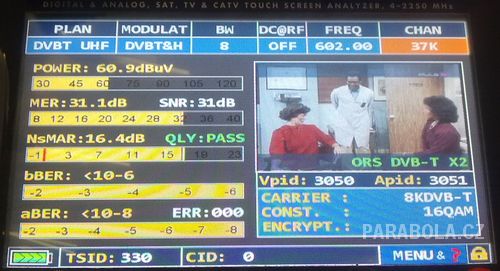 DIGITAL & ANALOG, SAT, TV & CATV TOUCH SCREEN ANALYZER, 4-2250 MHz
PLAN MODULAT BW DC@RF FREQ CHAN
DVBT UHF DVBT&H 8 OFF 602.00 37K
POWER: 60.9dBuV
30 45 60 75 90 105 120
MER:31.1dB SNR:31dB
8 12 16 20 24 28 32 36 40
NsMAR:16.4dB QLY:PASS
-1 3 7 11 15 19 23
bBER: <10-6
-2 -3 -4 -5 -6
aBER: <10-8 ERR:000
-2 -3 -4 -5 -6 -7 -8
ORS DVB-T X2
Vpid: 3050 Apid: 3051
CARRIER : 8KDVB-T
CONST. : 16QAM
ENCRYPT.:
PARABOLA.CZ
TSID: 330 CID: 0 MENU & ?